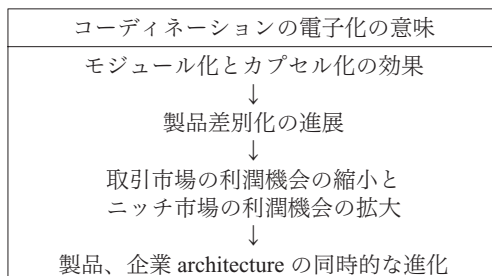 コーディネーションの電子化の意味
モジュール化とカプセル化の効果
↓
製品差別化の進展
↓
取引市場の利潤機会の縮小と
ニッチ市場の利潤機会の拡大
↓
製品、企業 architecture の同時的な進化